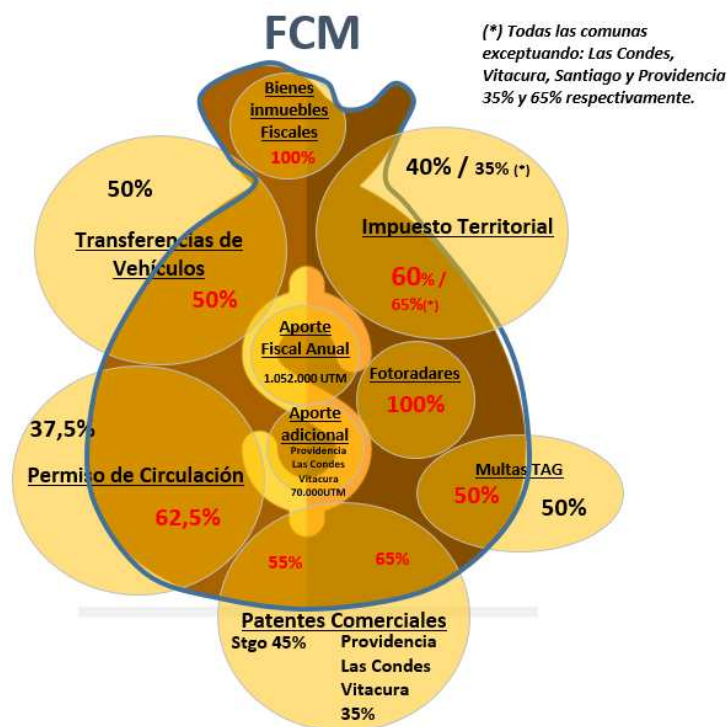 FCM
(*) Todas las comunas
exceptuando: Las Condes,
Vitacura, Santiago y Providencia
35% y 65% respectivamente.
Bienes
inmuebles
Fiscales
100%
50%
Transferencias de
Vehículos
50%
40% / 35% (*)
Impuesto Territorial
60% /
65%(*)
Aporte
Fiscal Anual
1.052.000 UTM
Fotoradares
100%
Aporte
adicional
Providencia
Las Condes
Vitacura
70.000UTM
37,5%
Permiso de Circulación
62,5%
Multas TAG
50%
50%
55%
65%
Patentes Comerciales
Stgo 45%
Providencia
Las Condes
Vitacura
35%